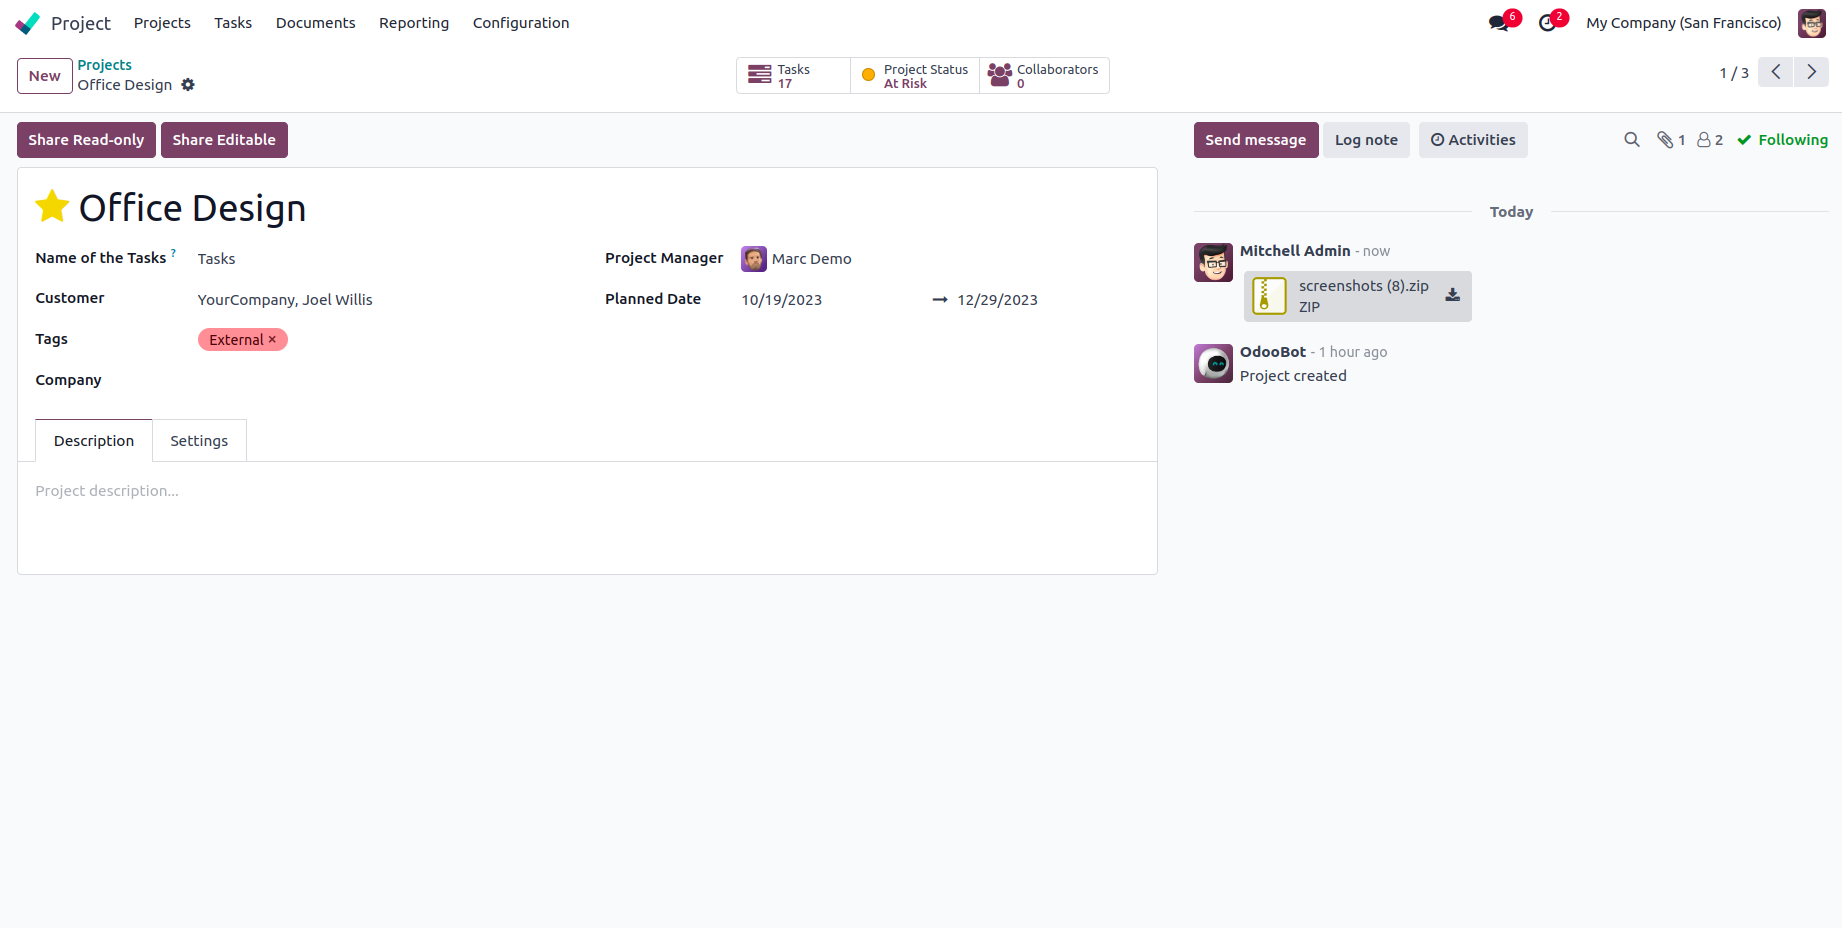 Project Projects Tasks Documents Reporting Configuration 6 2 My Company (San Francisco)
New Projects
Office Design
Tasks
17
Project Status
At Risk
Collaborators
0
1 / 3
Share Read-only Share Editable
Send message Log note Activities 1 2 Following
Office Design
Name of the Tasks ? Tasks
Project Manager Marc Demo
Customer YourCompany, Joel Willis
Planned Date 10/19/2023 → 12/29/2023
Tags External ×
Company
Description Settings
Project description...
Today
Mitchell Admin - now
screenshots (8).zip
ZIP
OdooBot - 1 hour ago
Project created